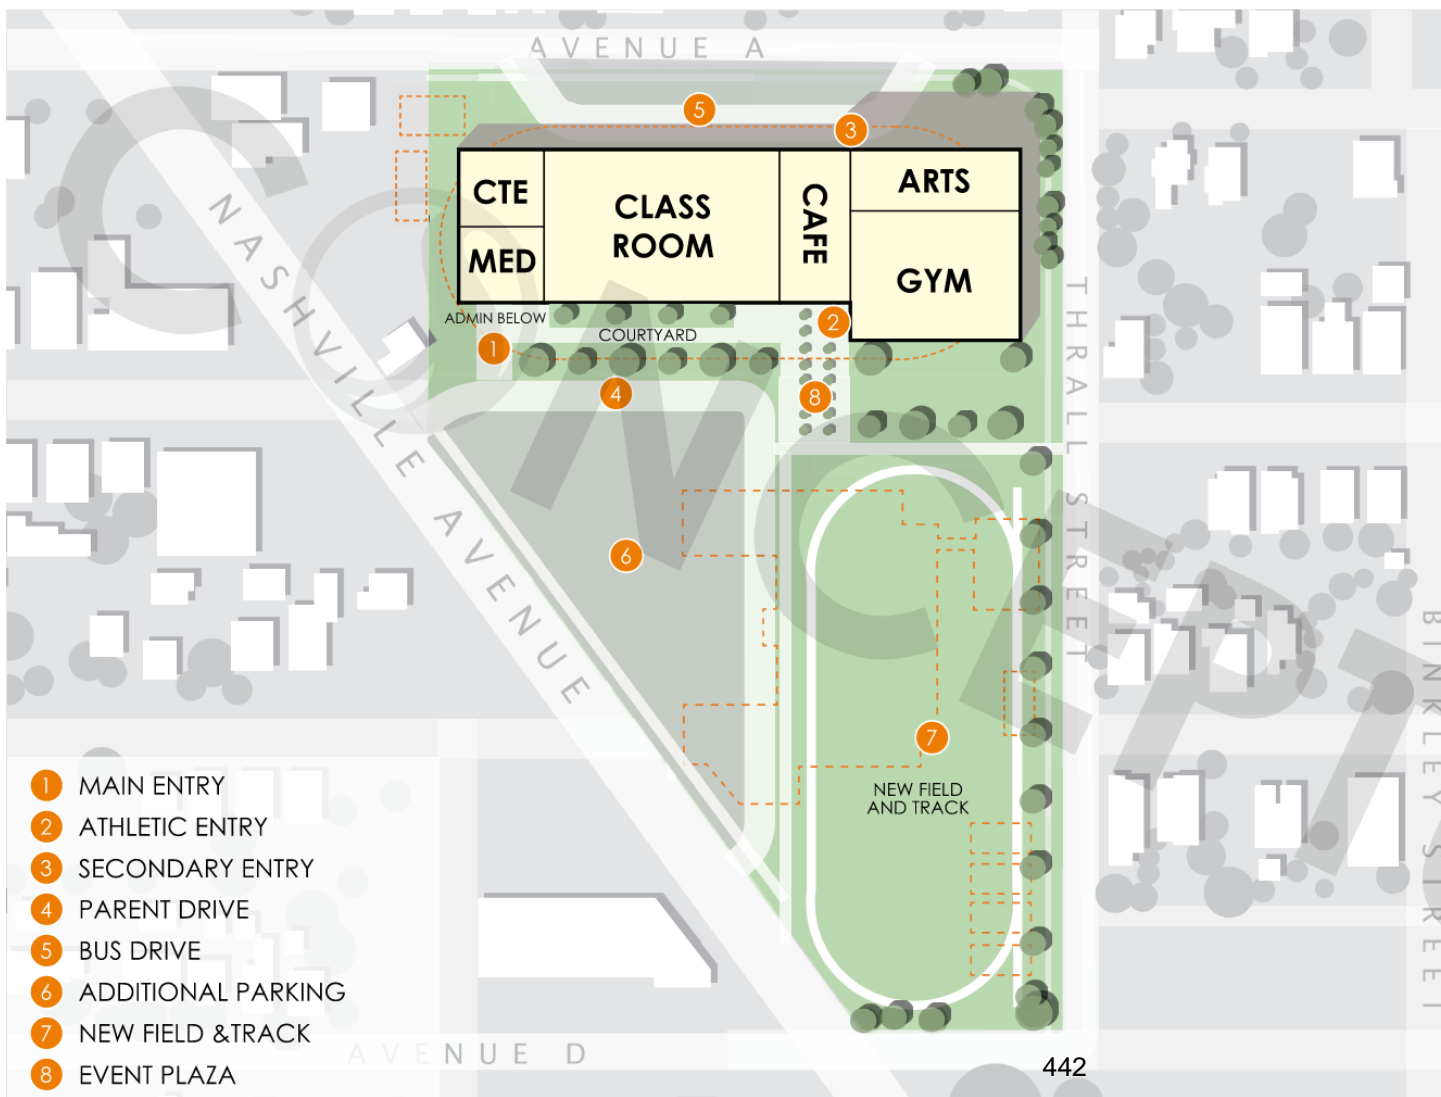 AVENUE A
5
3
CTE
CLASS
ROOM
CAFE
ARTS
MED
GYM
NASHVILLE AVENUE
THRALL STREET
BINKLEY STREET
ADMIN BELOW
COURTYARD
2
1
4
8
6
7
NEW FIELD
AND TRACK
CONCEPT
1 MAIN ENTRY
2 ATHLETIC ENTRY
3 SECONDARY ENTRY
4 PARENT DRIVE
5 BUS DRIVE
6 ADDITIONAL PARKING
7 NEW FIELD &TRACK
8 EVENT PLAZA
AVENUE D
442